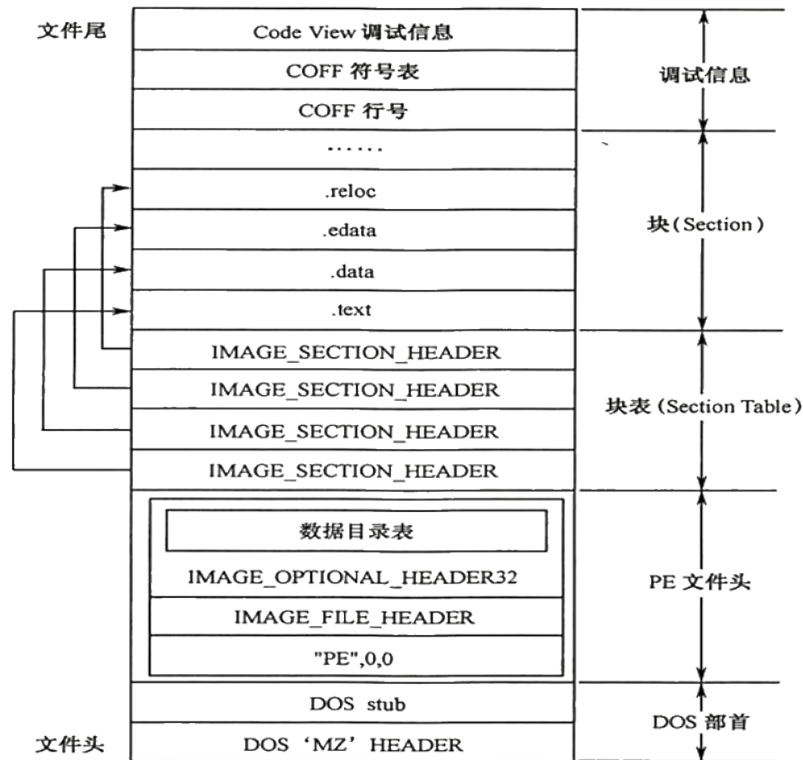 文件尾
Code View 调试信息
COFF 符号表
COFF 行号
调试信息
······
.reloc
.edata
.data
.text
块(Section)
IMAGE_SECTION_HEADER
IMAGE_SECTION_HEADER
IMAGE_SECTION_HEADER
IMAGE_SECTION_HEADER
块表(Section Table)
数据目录表
IMAGE_OPTIONAL_HEADER32
IMAGE_FILE_HEADER
"PE",0,0
PE 文件头
DOS stub
DOS ‘MZ’ HEADER
DOS 部首
文件头